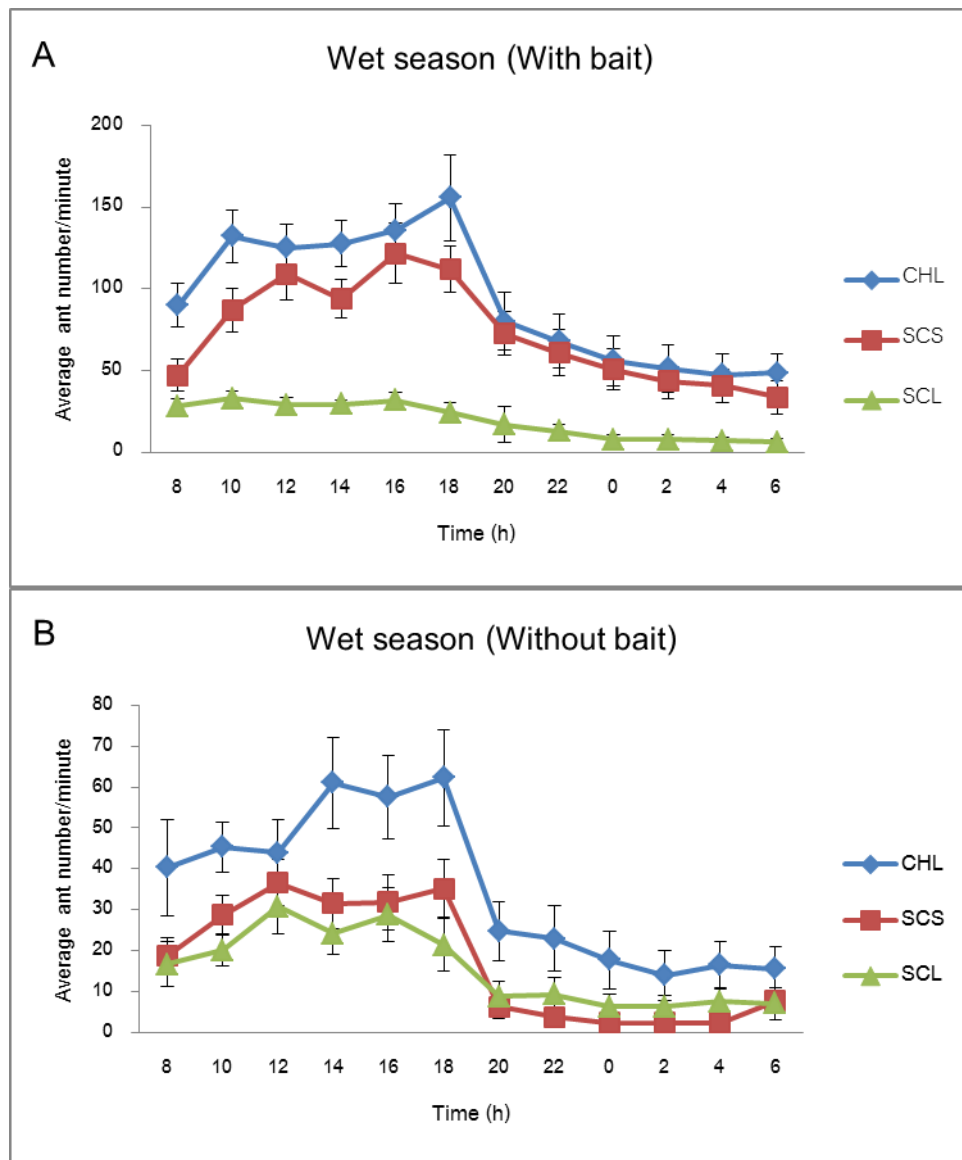 A
Wet season (With bait)
Average ant number/minute
200
150
100
50
0
8 10 12 14 16 18 20 22 0 2 4 6
Time (h)
CHL
SCS
SCL
B
Wet season (Without bait)
Average ant number/minute
80
70
60
50
40
30
20
10
0
8 10 12 14 16 18 20 22 0 2 4 6
Time (h)
CHL
SCS
SCL